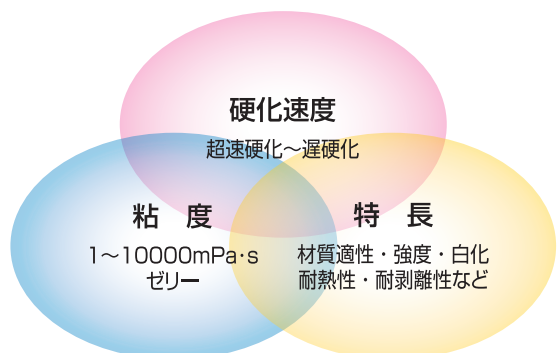 硬化速度
超速硬化～遅硬化
粘　度
1～10000mPa·s
ゼリー
特　長
材質適性・強度・白化
耐熱性・耐剥離性など